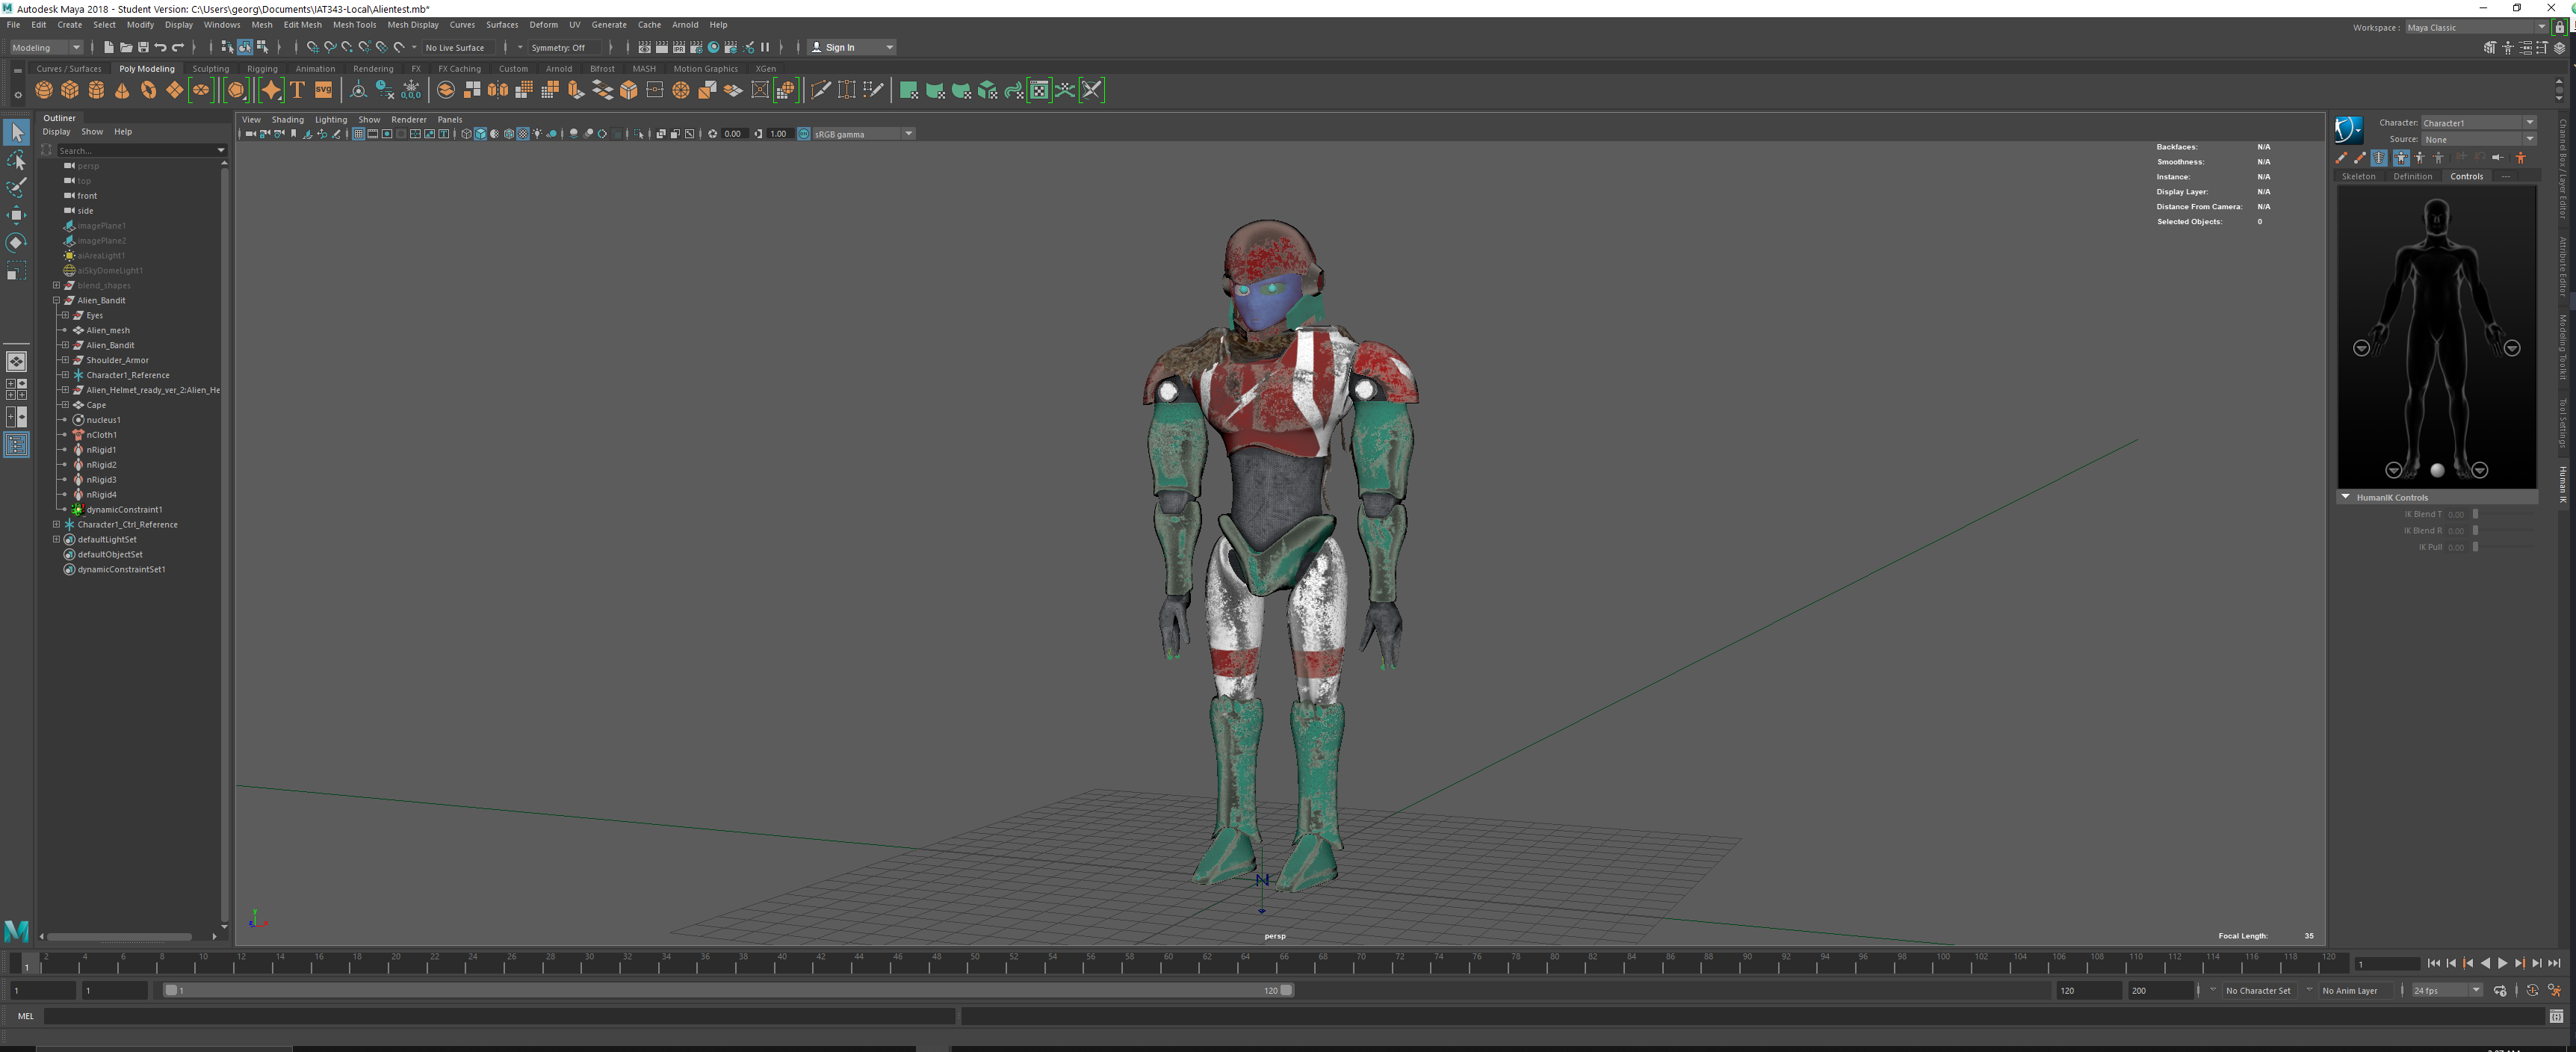 Autodesk Maya 2018 - Student Version: C:\Users\georg\Documents\IAT343-Local\Alientest.mb*
File Edit Create Select Modify Display Windows Mesh Edit Mesh Mesh Tools Mesh Display Curves Surfaces Deform UV Generate Cache Arnold Help
Workspace : Maya Classic
Modeling No Live Surface Symmetry: Off Sign In
Curves / Surfaces Poly Modeling Sculpting Rigging Animation Rendering FX FX Caching Custom Arnold Bifrost MASH Motion Graphics XGen
T SVG 0,0,0
Outliner
Display Show Help
Search...
persp
top
front
side
imagePlane1
imagePlane2
aiAreaLight1
aiSkyDomeLight1
blend_shapes
Alien_Bandit
Eyes
Alien_mesh
Alien_Bandit
Shoulder_Armor
Character1_Reference
Alien_Helmet_ready_ver_2:Alien_He
Cape
nucleus1
nCloth1
nRigid1
nRigid2
nRigid3
nRigid4
dynamicConstraint1
Character1_Ctrl_Reference
defaultLightSet
defaultObjectSet
dynamicConstraintSet1
View Shading Lighting Show Renderer Panels
0.00 1.00 sRGB gamma
Backfaces: N/A
Smoothness: N/A
Instance: N/A
Display Layer: N/A
Distance From Camera: N/A
Selected Objects: 0
N
y
persp
Focal Length: 35
Character: Character1
Source: None
Skeleton Definition Controls ---
HumanIK Controls
IK Blend T 0.00
IK Blend R 0.00
IK Pull 0.00
Channel Box / Layer Editor
Attribute Editor
Modeling Toolkit
Tool Settings
Human IK
1 2 4 6 8 10 12 14 16 18 20 22 24 26 28 30 32 34 36 38 40 42 44 46 48 50 52 54 56 58 60 62 64 66 68 70 72 74 76 78 80 82 84 86 88 90 92 94 96 98 100 102 104 106 108 110 112 114 116 118 120 1
1 1 1 120 120 200 No Character Set No Anim Layer 24 fps
MEL